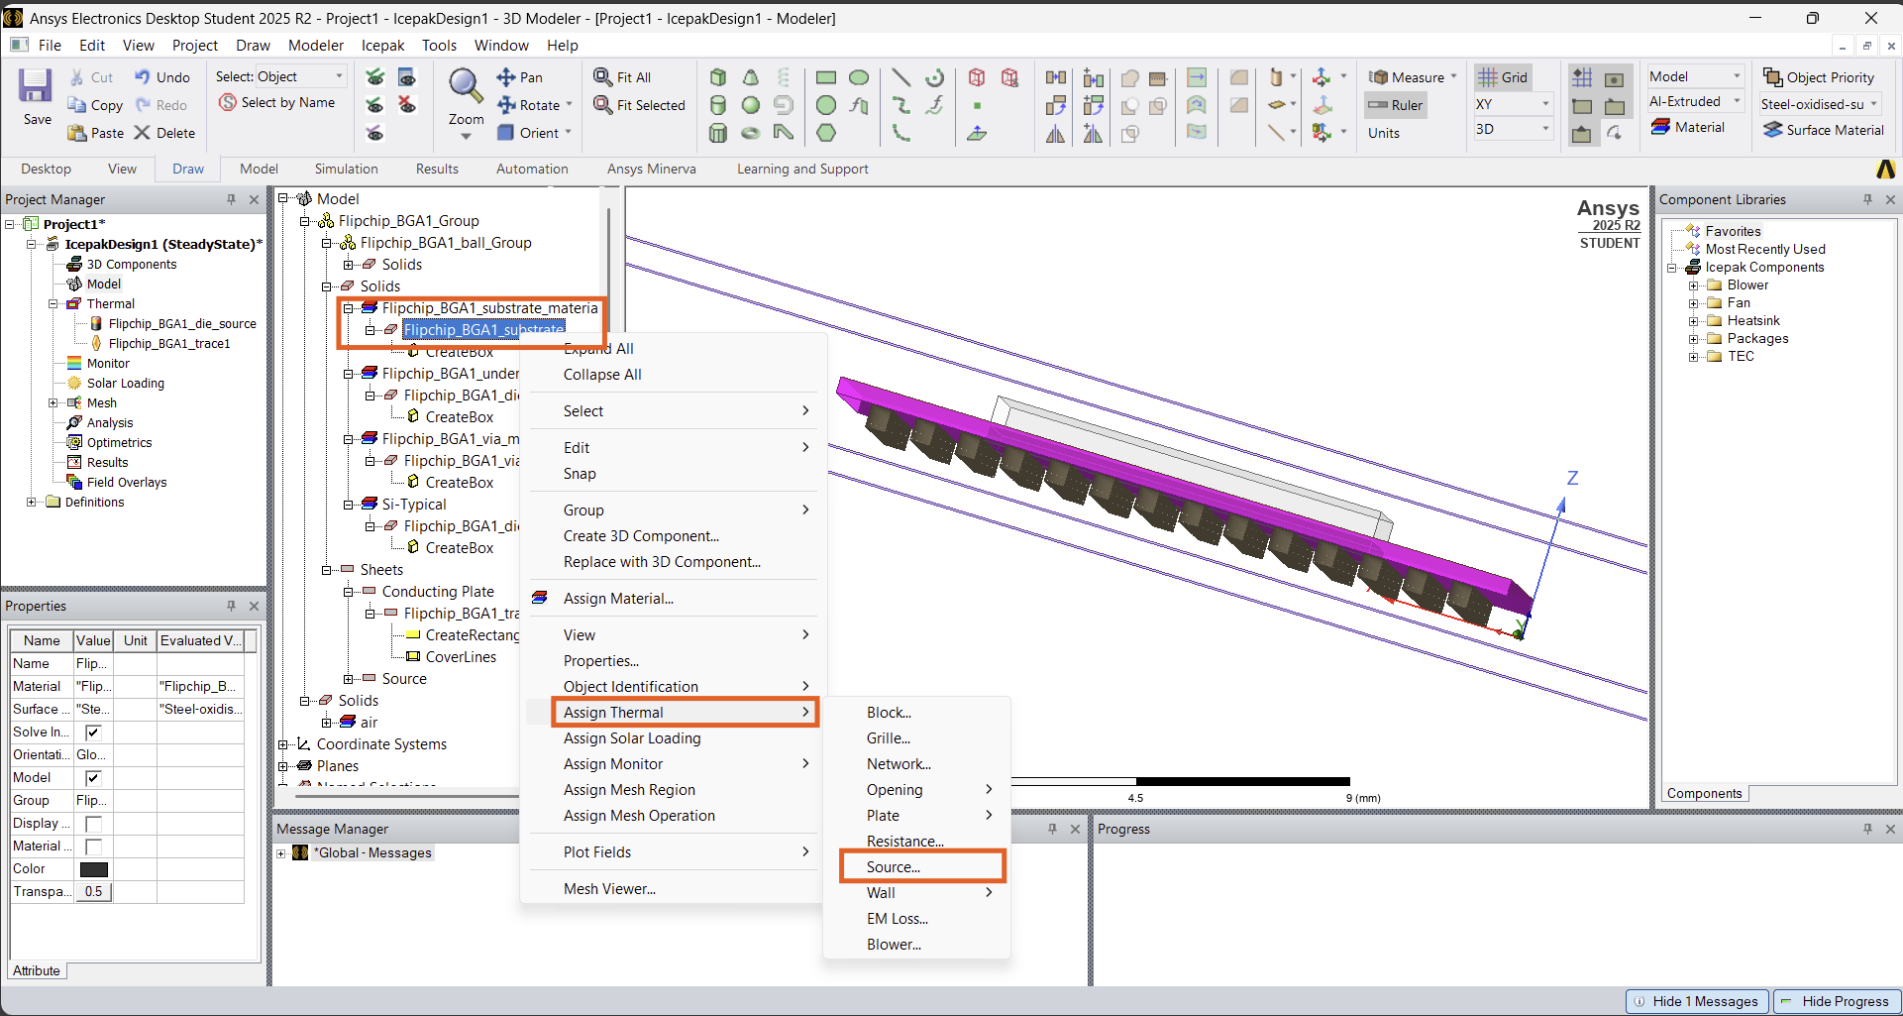 Ansys Electronics Desktop Student 2025 R2 - Project1 - IcepakDesign1 - 3D Modeler - [Project1 - IcepakDesign1 - Modeler]
File Edit View Project Draw Modeler Icepak Tools Window Help
Save
Cut
Copy
Paste
Undo
Redo
Delete
Select: Object
Select by Name
Zoom
Pan
Rotate
Orient
Fit All
Fit Selected
Measure
Ruler
Units
Grid
XY
3D
Model
Al-Extruded
Material
Object Priority
Steel-oxidised-su
Surface Material
Desktop View Draw Model Simulation Results Automation Ansys Minerva Learning and Support
Project Manager
Project1*
IcepakDesign1 (SteadyState)*
3D Components
Model
Thermal
Flipchip_BGA1_die_source
Flipchip_BGA1_trace1
Monitor
Solar Loading
Mesh
Analysis
Optimetrics
Results
Field Overlays
Definitions
Properties
Name Value Unit Evaluated V...
Name Flip...
Material "Flip... "Flipchip_B...
Surface ... "Ste... "Steel-oxidis...
Solve In...
Orientati... Glo...
Model
Group Flip...
Display ...
Material ...
Color
Transpa... 0.5
Attribute
Model
Flipchip_BGA1_Group
Flipchip_BGA1_ball_Group
Solids
Solids
Flipchip_BGA1_substrate_materia
Flipchip_BGA1_substrate
CreateBox
Flipchip_BGA1_under
Flipchip_BGA1_die
CreateBox
Flipchip_BGA1_via_m
Flipchip_BGA1_via
CreateBox
Si-Typical
Flipchip_BGA1_die
CreateBox
Sheets
Conducting Plate
Flipchip_BGA1_tra
CreateRectang
CoverLines
Source
Solids
air
Coordinate Systems
Planes
Named Selections
Expand All
Collapse All
Select
Edit
Snap
Group
Create 3D Component...
Replace with 3D Component...
Assign Material...
View
Properties...
Object Identification
Assign Thermal
Assign Solar Loading
Assign Monitor
Assign Mesh Region
Assign Mesh Operation
Plot Fields
Mesh Viewer...
Block...
Grille...
Network...
Opening
Plate
Resistance...
Source...
Wall
EM Loss...
Blower...
Ansys
2025 R2
STUDENT
Z
Y
4.5
9 (mm)
Component Libraries
Favorites
Most Recently Used
Icepak Components
Blower
Fan
Heatsink
Packages
TEC
Components
Message Manager
*Global - Messages
Progress
Hide 1 Messages
Hide Progress